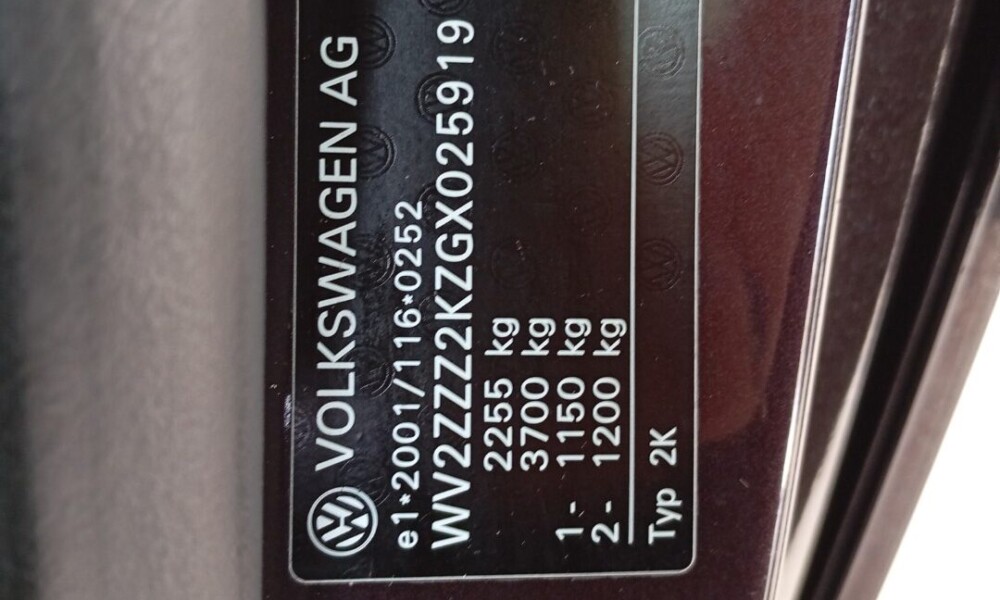 VOLKSWAGEN AG
e1*2001/116*0252
WV2ZZZ2KZGX025919
2255 kg
3700 kg
1- 1150 kg
2- 1200 kg
Typ 2K